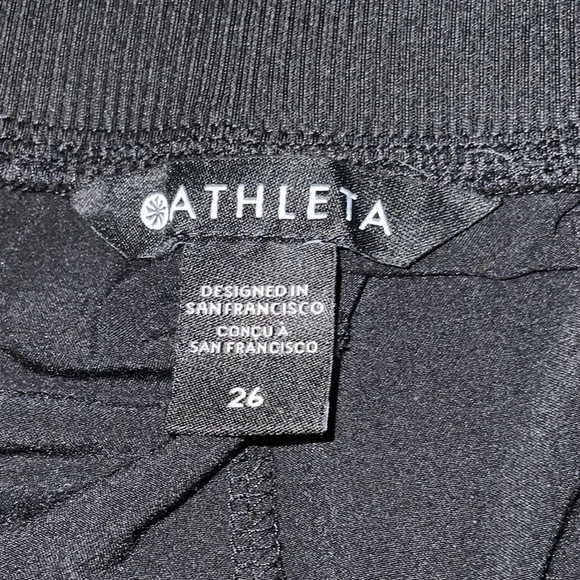 ATHLETA
DESIGNED IN
SAN FRANCISCO
CONÇU À
SAN FRANCISCO
26